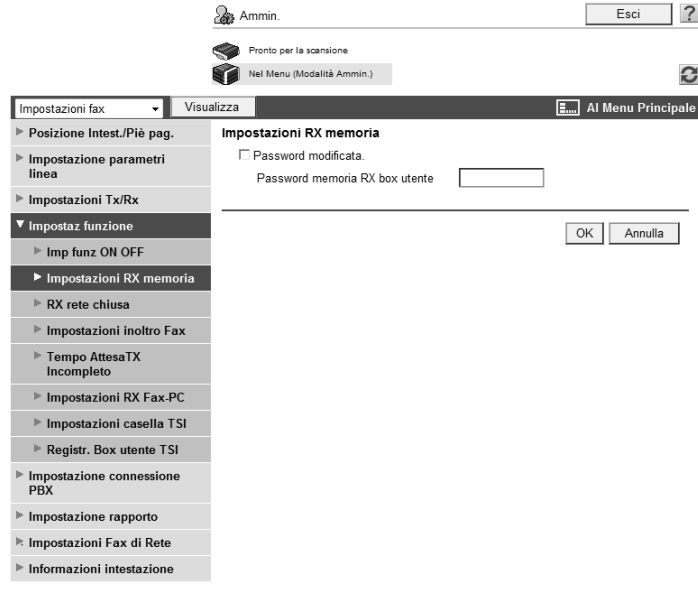 Ammin.
Esci
?
Pronto per la scansione
Nel Menu (Modalità Ammin.)
Impostazioni fax
Visualizza
Al Menu Principale
Posizione Intest./Piè pag.
Impostazione parametri
linea
Impostazioni Tx/Rx
Impostaz funzione
Imp funz ON OFF
Impostazioni RX memoria
RX rete chiusa
Impostazioni inoltro Fax
Tempo AttesaTX
Incompleto
Impostazioni RX Fax-PC
Impostazioni casella TSI
Registr. Box utente TSI
Impostazione connessione
PBX
Impostazione rapporto
Impostazioni Fax di Rete
Informazioni intestazione
Impostazioni RX memoria
Password modificata.
Password memoria RX box utente
OK
Annulla